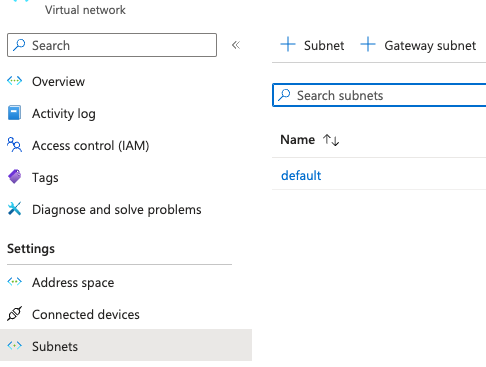 Virtual network
Search
Overview
Activity log
Access control (IAM)
Tags
Diagnose and solve problems
Settings
Address space
Connected devices
Subnets
+ Subnet + Gateway subnet
Search subnets
Name
default